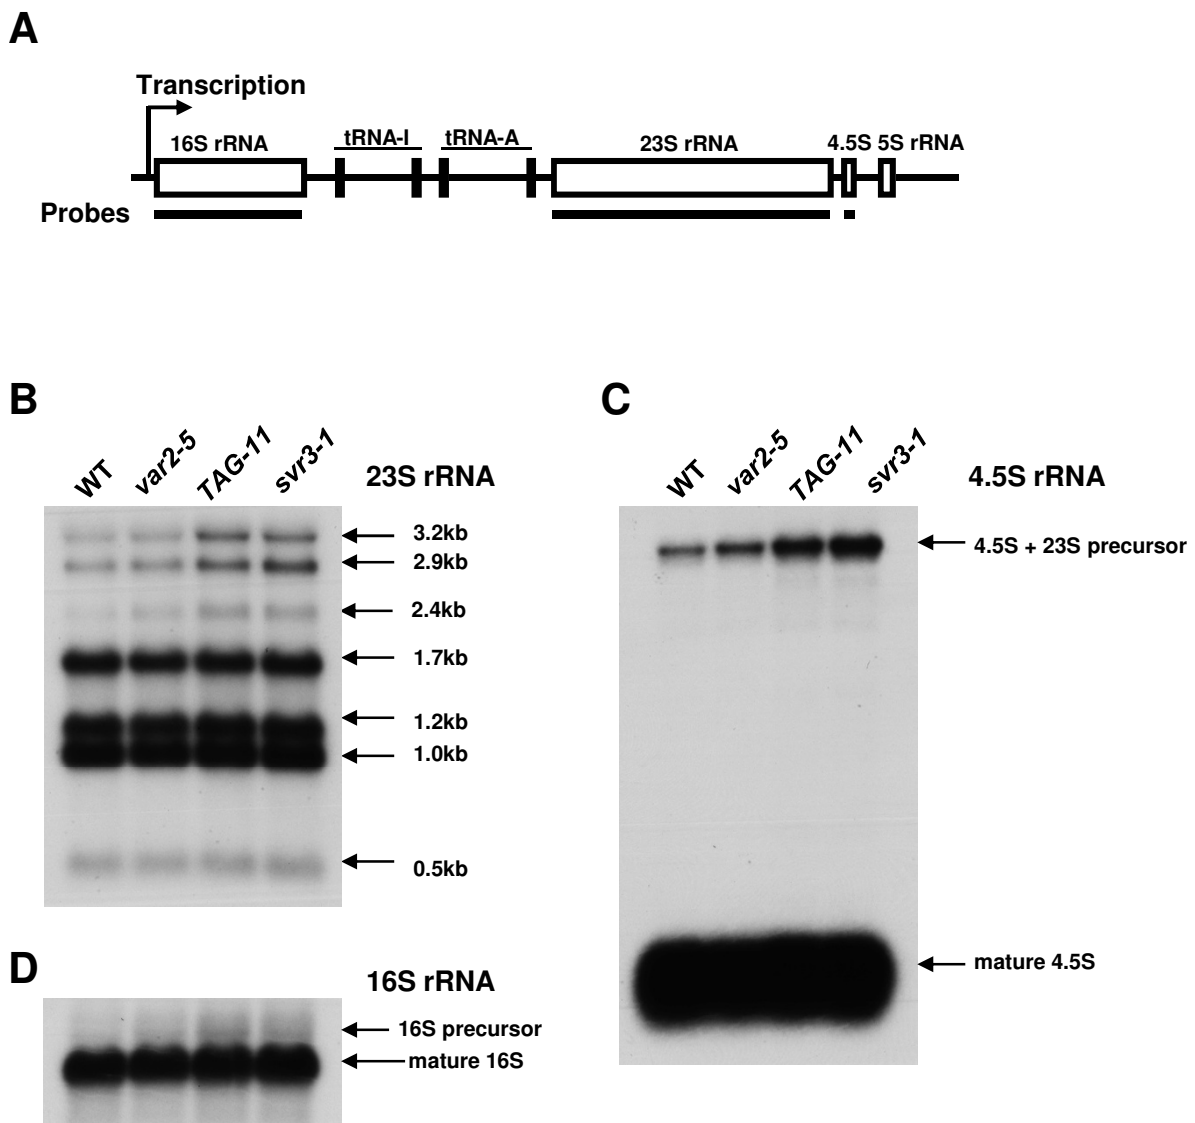 A
Transcription
16S rRNA
tRNA-I
tRNA-A
23S rRNA
4.5S 5S rRNA
Probes
B
WT
var2-5
TAG-11
svr3-1
23S rRNA
3.2kb
2.9kb
2.4kb
1.7kb
1.2kb
1.0kb
0.5kb
C
WT
var2-5
TAG-11
svr3-1
4.5S rRNA
4.5S + 23S precursor
mature 4.5S
D
16S rRNA
16S precursor
mature 16S